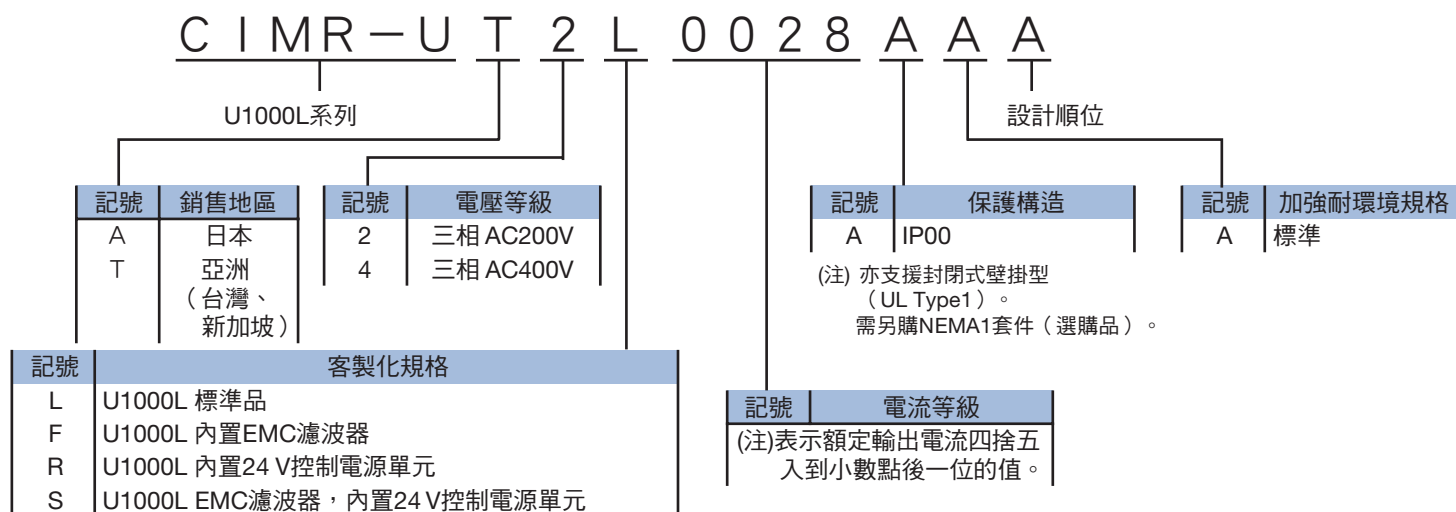 CIMR-UT2L0028AAA
U1000L系列
設計順位
記號 銷售地區
A 日本
T 亞洲
（台灣、
新加坡）
記號 電壓等級
2 三相 AC200V
4 三相 AC400V
記號 保護構造
A IP00
(注) 亦支援封閉式壁掛型
（UL Type1）。
需另購NEMA1套件（選購品）。
記號 加強耐環境規格
A 標準
記號 客製化規格
L U1000L 標準品
F U1000L 內置EMC濾波器
R U1000L 內置24 V控制電源單元
S U1000L EMC濾波器，內置24 V控制電源單元
記號 電流等級
(注)表示額定輸出電流四捨五
入到小數點後一位的值。